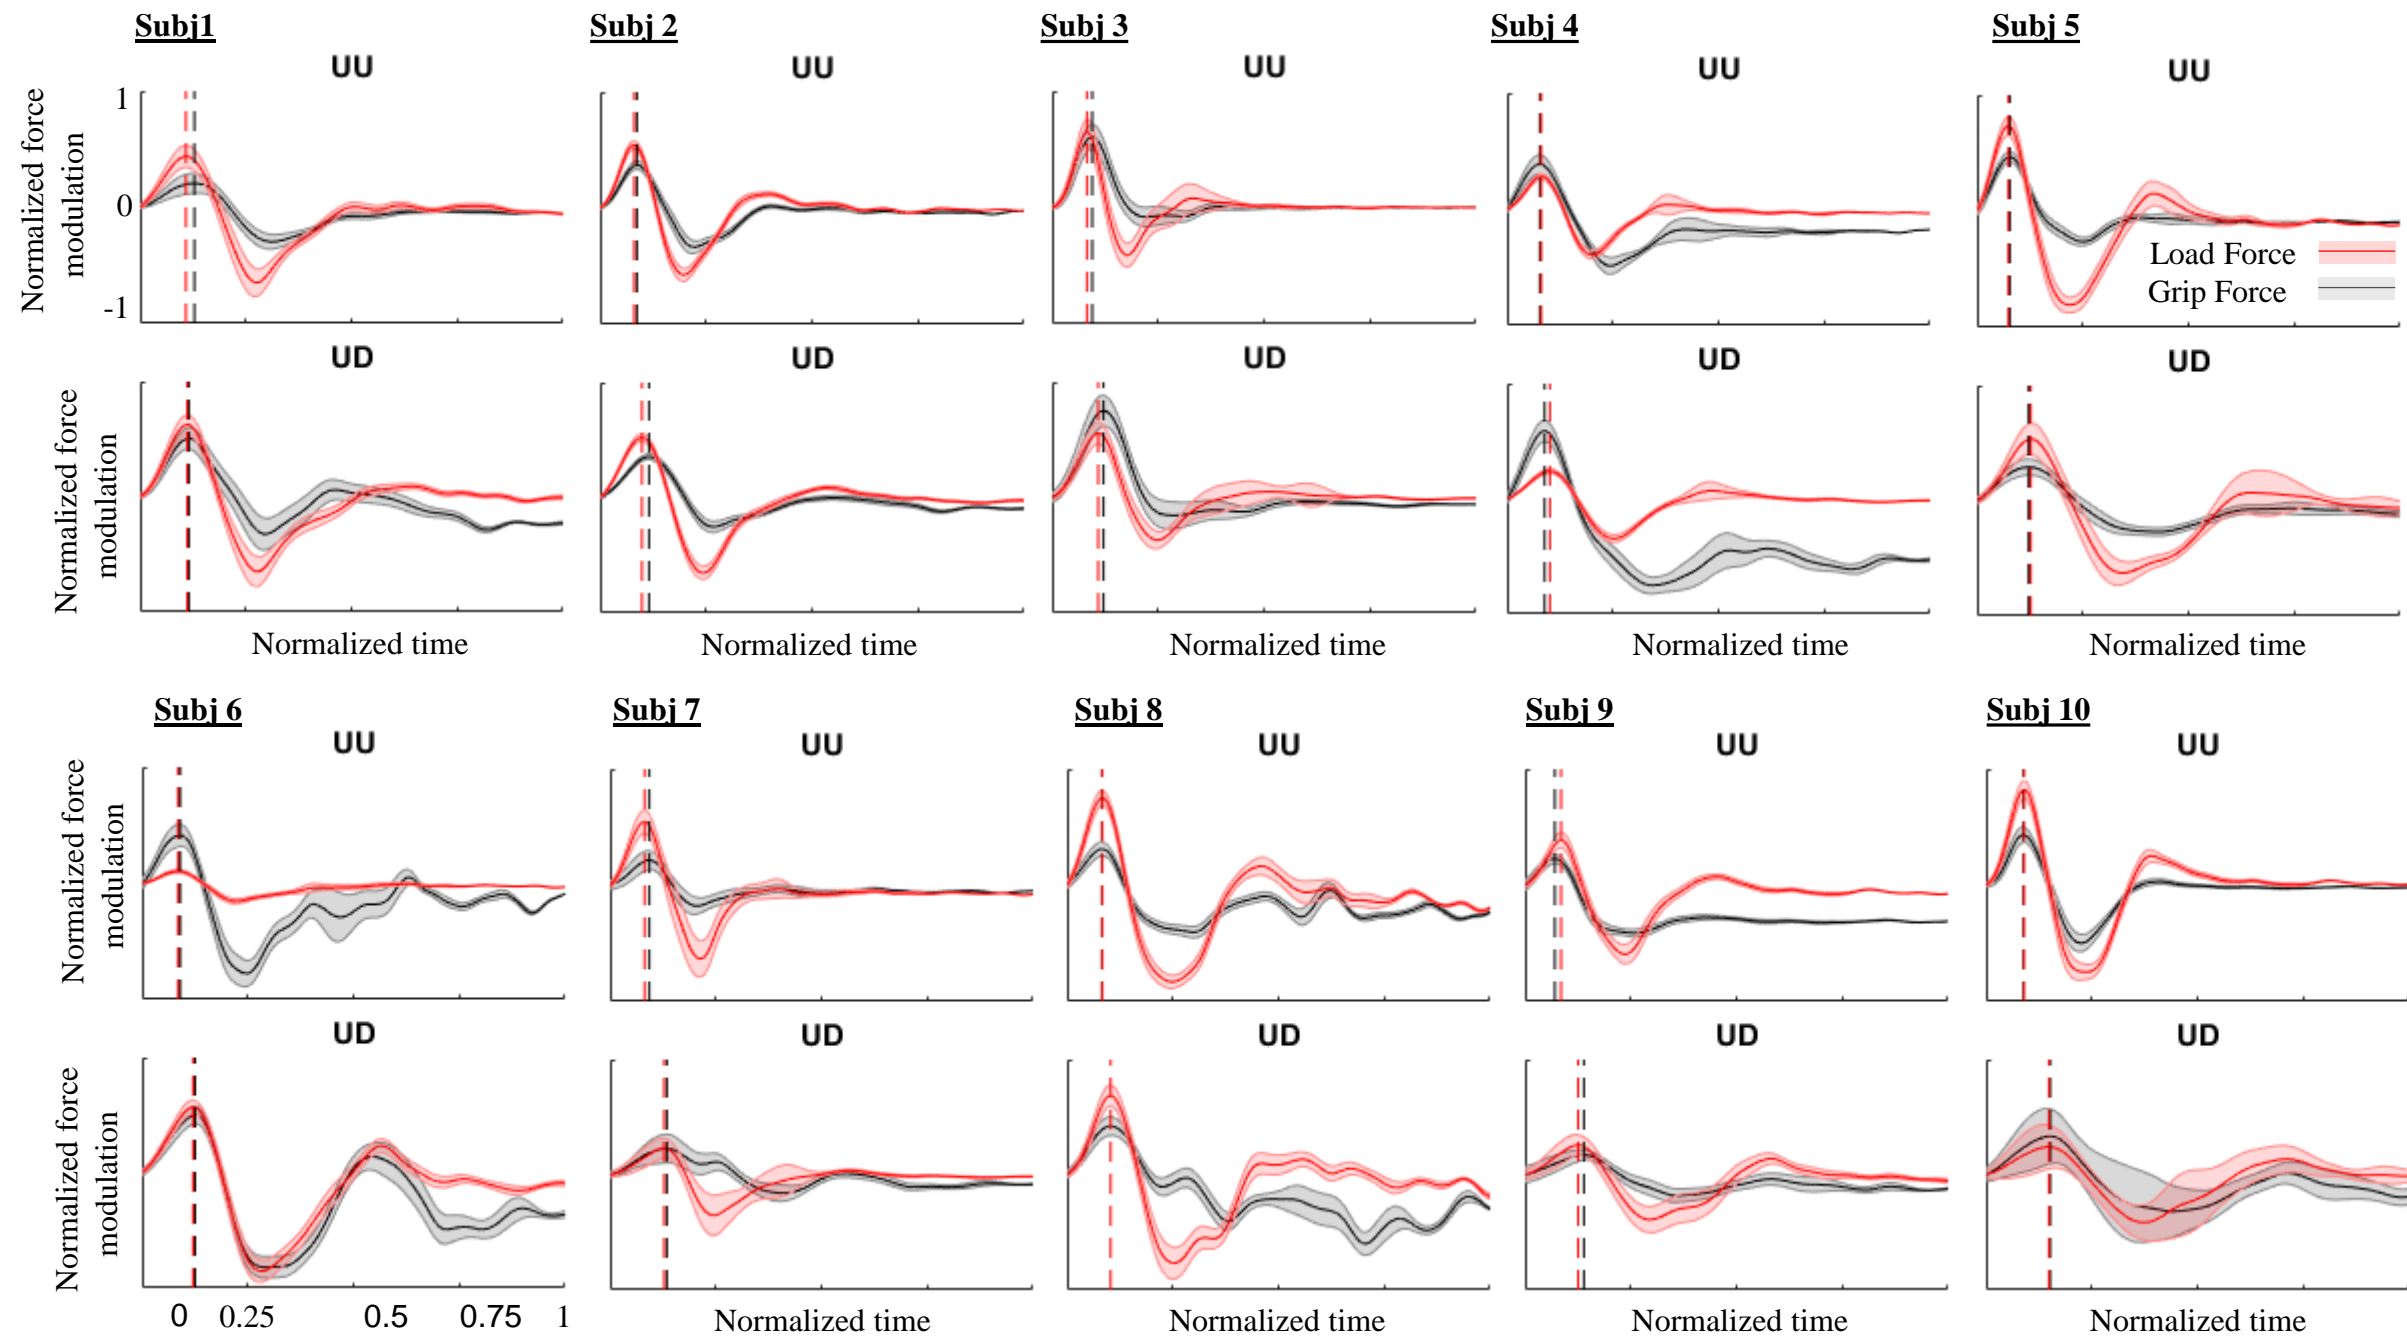 Subj1 Subj 2 Subj 3 Subj 4 Subj 5
UU UU UU UU UU
Normalized force
modulation
1
0
-1
Load Force
Grip Force
UD UD UD UD UD
Normalized force
modulation
Normalized time Normalized time Normalized time Normalized time Normalized time
Subj 6 Subj 7 Subj 8 Subj 9 Subj 10
UU UU UU UU UU
Normalized force
modulation
UD UD UD UD UD
Normalized force
modulation
0 0.25 0.5 0.75 1
Normalized time Normalized time Normalized time Normalized time